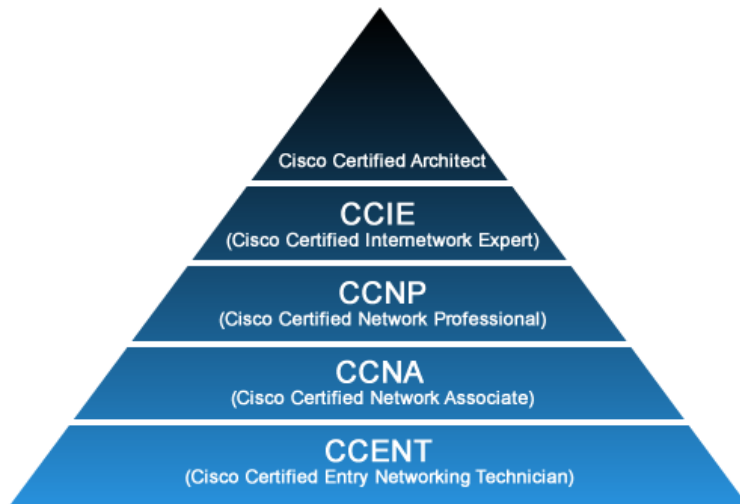 Cisco Certified Architect
CCIE
(Cisco Certified Internetwork Expert)
CCNP
(Cisco Certified Network Professional)
CCNA
(Cisco Certified Network Associate)
CCENT
(Cisco Certified Entry Networking Technician)